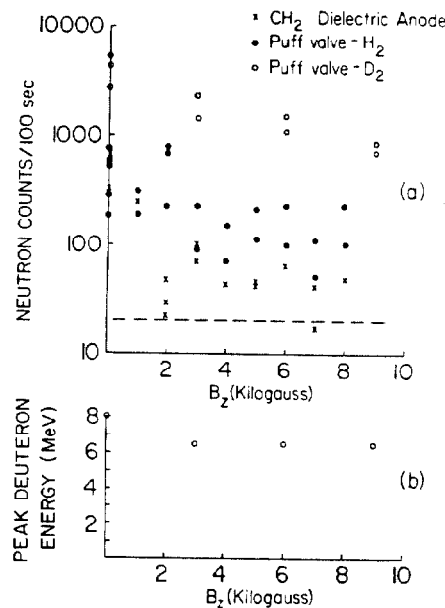 x CH2 Dielectric Anode
• Puff valve - H2
o Puff valve - D2
NEUTRON COUNTS/100 sec
10000
1000
100
10
(a)
2 4 6 8 10
Bz (Kilogauss)
PEAK DEUTERON
ENERGY (MeV)
8
6
4
2
(b)
0 2 4 6 8 10
Bz (Kilogauss)